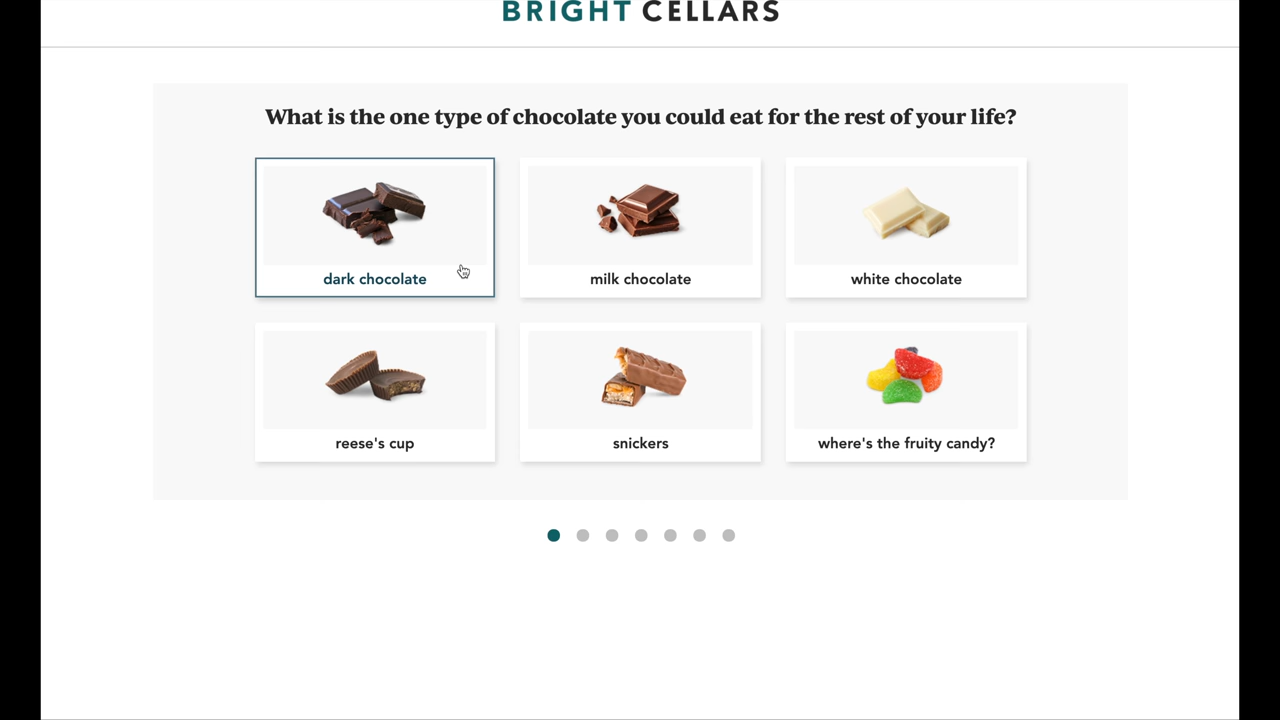 BRIGHT CELLARS
What is the one type of chocolate you could eat for the rest of your life?
dark chocolate
milk chocolate
white chocolate
reese's cup
snickers
where's the fruity candy?